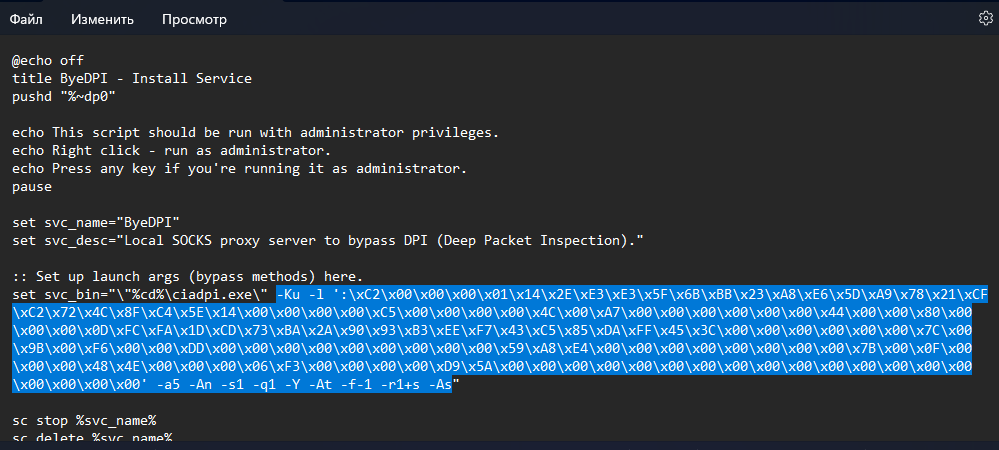 Файл Изменить Просмотр
@echo off
title ByeDPI - Install Service
pushd "%~dp0"
echo This script should be run with administrator privileges.
echo Right click - run as administrator.
echo Press any key if you're running it as administrator.
pause
set svc_name="ByeDPI"
set svc_desc="Local SOCKS proxy server to bypass DPI (Deep Packet Inspection)."
:: Set up launch args (bypass methods) here.
set svc_bin="\"%cd%\ciadpi.exe\" -Ku -l ':\xC2\x00\x00\x00\x01\x14\x2E\xE3\xE3\x5F\x6B\xBB\x23\xA8\xE6\x5D\xA9\x78\x21\xCF
\xC2\x72\x4C\x8F\xC4\x5E\x14\x00\x00\x00\x00\xC5\x00\x00\x00\x00\x4C\x00\xA7\x00\x00\x00\x00\x00\x00\x44\x00\x00\x80\x00
\x00\x00\x0D\xFC\xFA\x1D\xCD\x73\xBA\x2A\x90\x93\xB3\xEE\xF7\x43\xC5\x85\xDA\xFF\x45\x3C\x00\x00\x00\x00\x00\x00\x7C\x00
\x9B\x00\xF6\x00\x00\xDD\x00\x00\x00\x00\x00\x00\x00\x00\x00\x59\xA8\xE4\x00\x00\x00\x00\x00\x00\x00\x00\x7B\x00\x0F\x00
\x00\x00\x48\x4E\x00\x00\x00\x06\xF3\x00\x00\x00\x00\xD9\x5A\x00\x00\x00\x00\x00\x00\x00\x00\x00\x00\x00\x00\x00\x00\x00
\x00\x00\x00\x00' -a5 -An -s1 -q1 -Y -At -f-1 -r1+s -As"
sc stop %svc_name%
sc delete %svc_name%